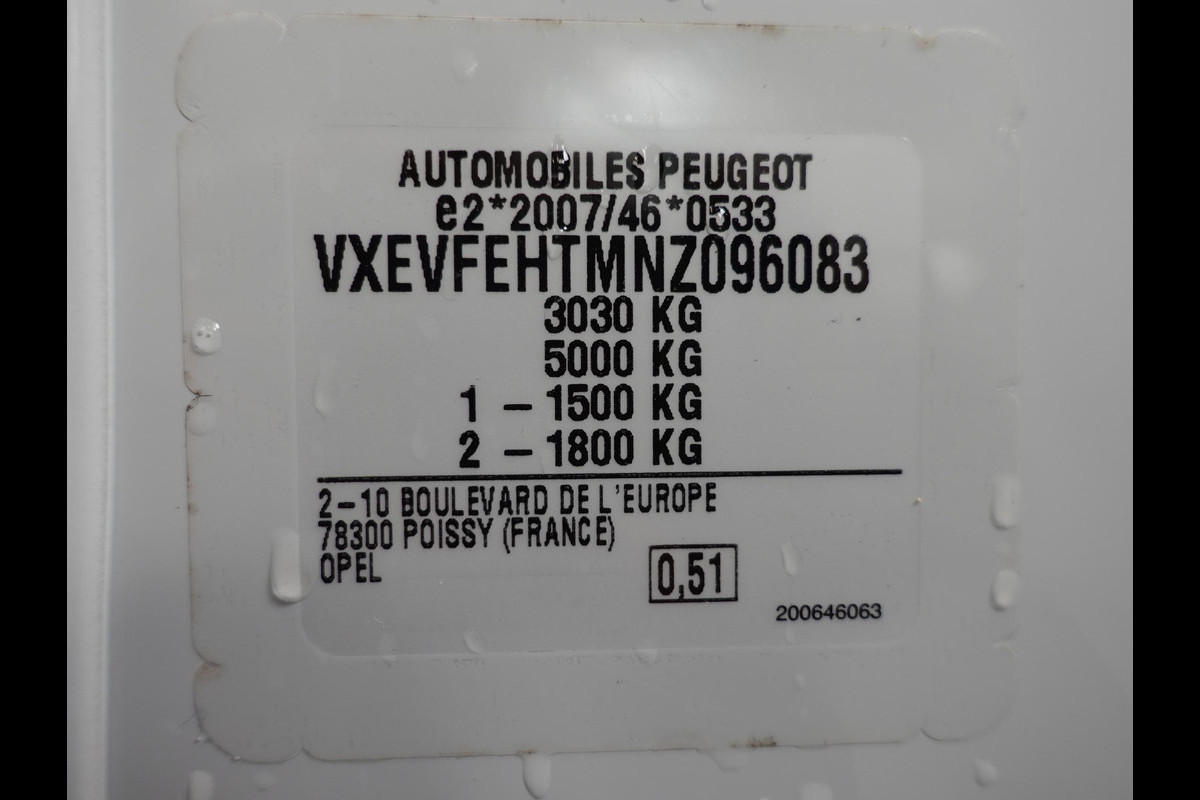 AUTOMOBILES PEUGEOT
e2*2007/46*0533
VXEVFEHTMNZ096083
3030 KG
5000 KG
1 – 1500 KG
2 – 1800 KG
2–10 BOULEVARD DE L'EUROPE
78300 POISSY (FRANCE)
OPEL
0,51
200646063